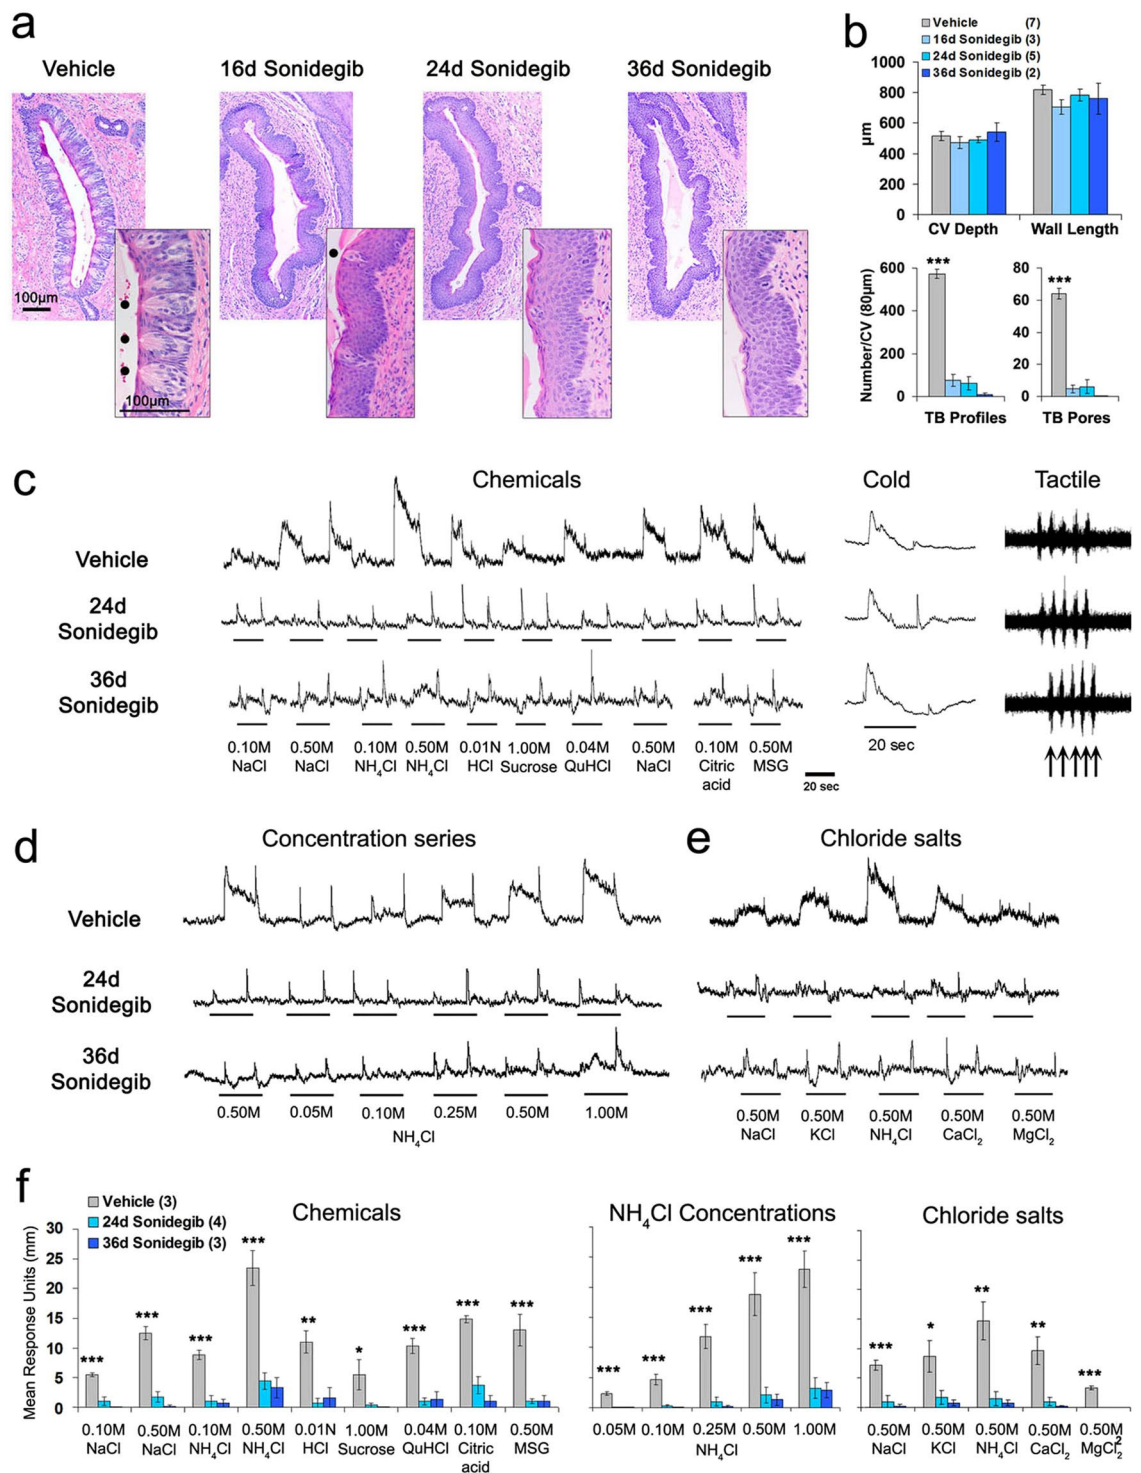 a
Vehicle
16d Sonidegib
24d Sonidegib
36d Sonidegib
100µm
100µm
b
Vehicle (7)
16d Sonidegib (3)
24d Sonidegib (5)
36d Sonidegib (2)
µm
1000
800
600
400
200
0
CV Depth
Wall Length
Number/CV (80µm)
600
400
200
0
***
TB Profiles
80
60
40
20
0
***
TB Pores
c
Chemicals
Cold
Tactile
Vehicle
24d
Sonidegib
36d
Sonidegib
0.10M
NaCl
0.50M
NaCl
0.10M
NH₄Cl
0.50M
NH₄Cl
0.01N
HCl
1.00M
Sucrose
0.04M
QuHCl
0.50M
NaCl
0.10M
Citric
acid
0.50M
MSG
20 sec
20 sec
d
Concentration series
Vehicle
24d
Sonidegib
36d
Sonidegib
0.50M
0.05M
0.10M
0.25M
0.50M
1.00M
NH₄Cl
e
Chloride salts
0.50M
NaCl
0.50M
KCl
0.50M
NH₄Cl
0.50M
CaCl₂
0.50M
MgCl₂
f
Vehicle (3)
24d Sonidegib (4)
36d Sonidegib (3)
Chemicals
Mean Response Units (mm)
30
25
20
15
10
5
0
***
***
***
***
**
*
***
***
***
0.10M
NaCl
0.50M
NaCl
0.10M
NH₄Cl
0.50M
NH₄Cl
0.01N
HCl
1.00M
Sucrose
0.04M
QuHCl
0.10M
Citric
acid
0.50M
MSG
NH₄Cl Concentrations
***
***
***
***
***
0.05M
0.10M
0.25M
0.50M
1.00M
NH₄Cl
Chloride salts
***
*
**
**
***
0.50M
NaCl
0.50M
KCl
0.50M
NH₄Cl
0.50M
CaCl₂
0.50M
MgCl₂